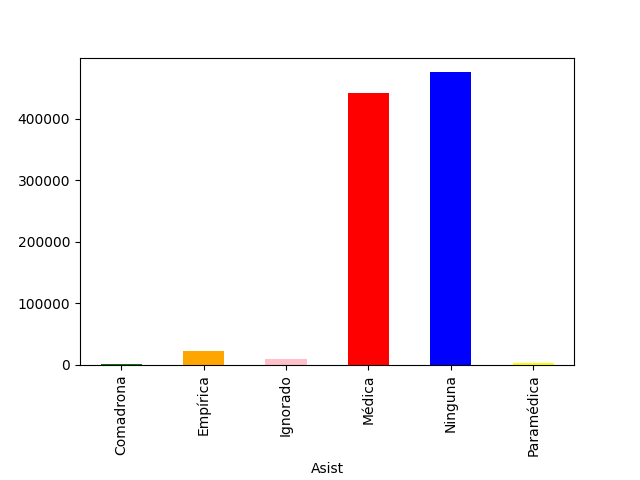 400000
300000
200000
100000
0
Comadrona
Empírica
Ignorado
Médica
Ninguna
Paramédica
Asist